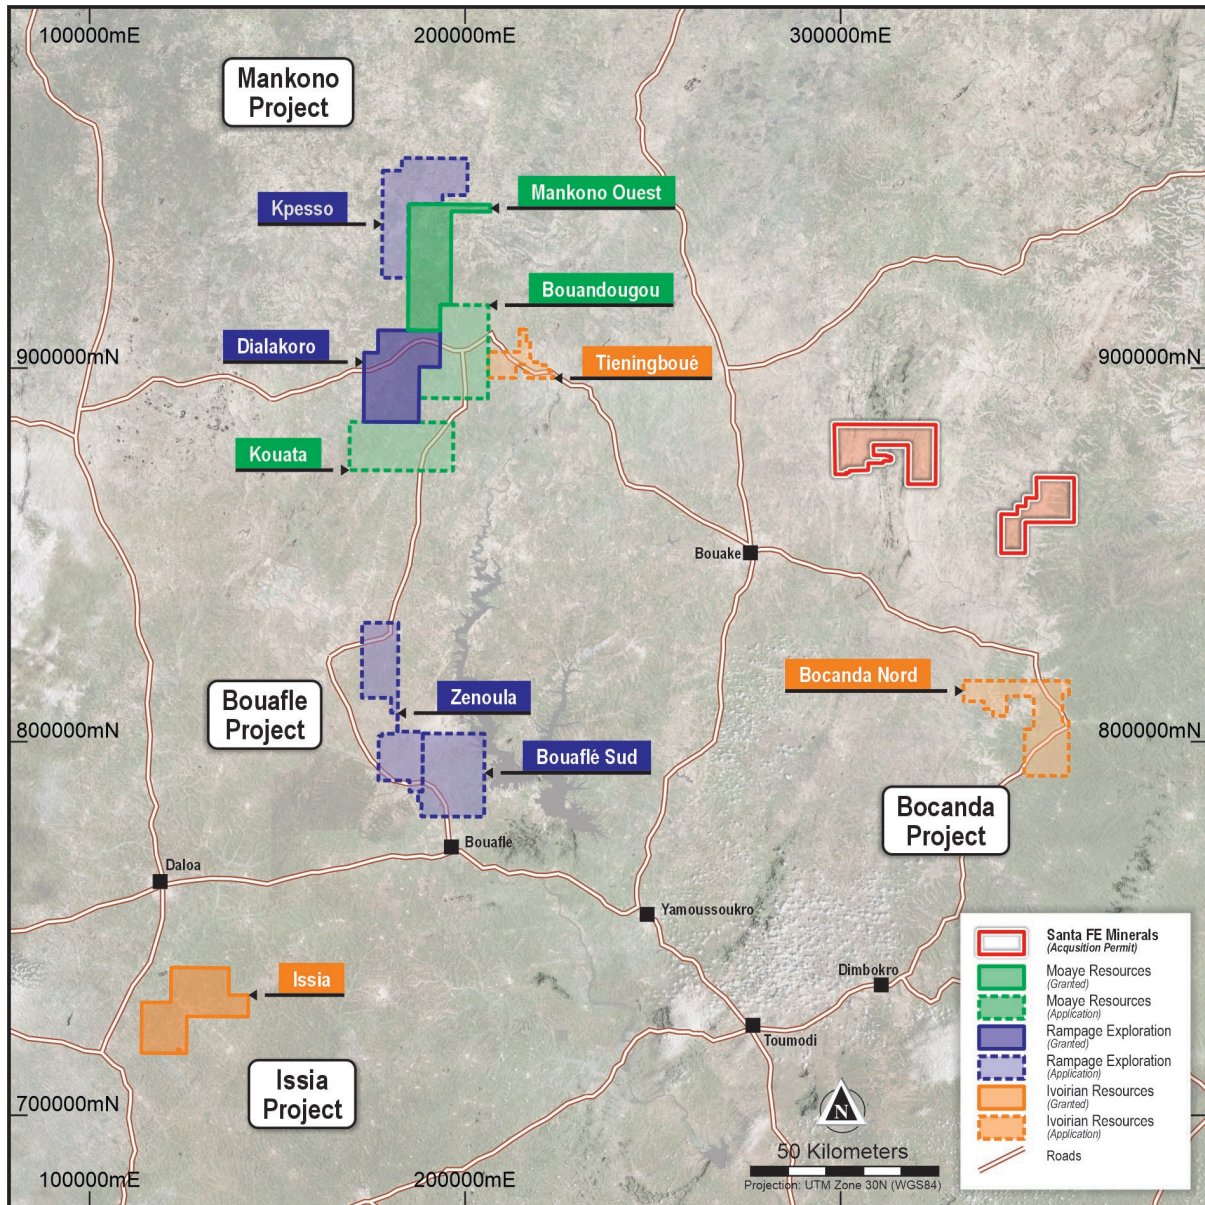 100000mE
200000mE
300000mE
Mankono
Project
Kpesso
Mankono Ouest
Bouandougou
Dialakoro
900000mN
900000mN
Tieningboué
Kouata
Bouake
Bocanda Nord
Zenoula
Bouafle
Project
800000mN
800000mN
Bouaflé Sud
Bocanda
Project
Bouafle
Daloa
Yamoussoukro
Santa FE Minerals
(Acqusition Permit)
Moaye Resources
(Granted)
Moaye Resources
(Application)
Rampage Exploration
(Granted)
Rampage Exploration
(Application)
Ivoirian Resources
(Granted)
Ivoirian Resources
(Application)
Roads
Dimbokro
Issia
Toumodi
Issia
Project
700000mN
N
50 Kilometers
Projection: UTM Zone 30N (WGS84)
100000mE
200000mE